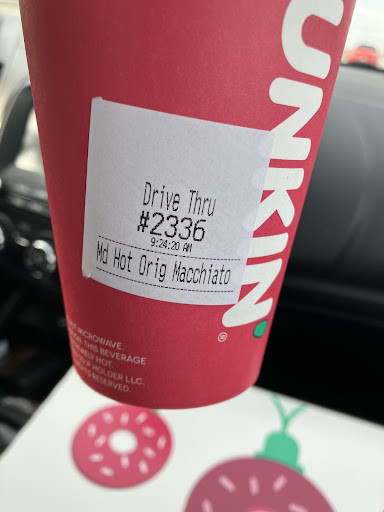 UNKIN'
Drive Thru
#2336
9:24:20 AM
Md Hot Orig Macchiato
®
MICROWAVE.
THIS BEVERAGE
HOT
HOLDER LLC.
RESERVED.